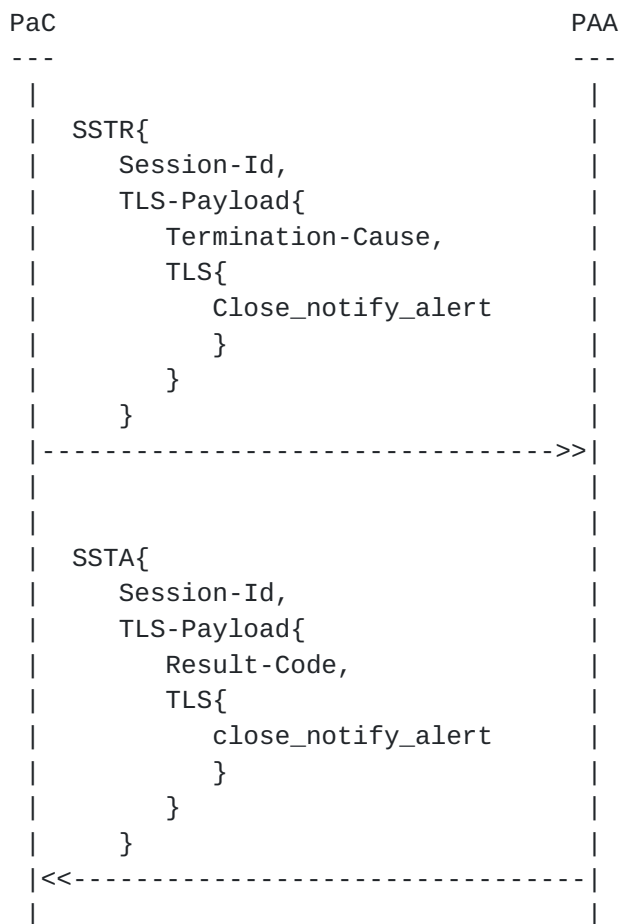 PaC                                 PAA
---                                 ---
 |                                   |
 |  SSTR{                            |
 |     Session-Id,                   |
 |     TLS-Payload{                  |
 |        Termination-Cause,         |
 |        TLS{                       |
 |           Close_notify_alert      |
 |           }                       |
 |        }                          |
 |     }                             |
 |--------------------------------->>|
 |                                   |
 |                                   |
 |  SSTA{                            |
 |     Session-Id,                   |
 |     TLS-Payload{                  |
 |        Result-Code,               |
 |        TLS{                       |
 |           close_notify_alert      |
 |           }                       |
 |        }                          |
 |     }                             |
 |<<---------------------------------|
 |                                   |